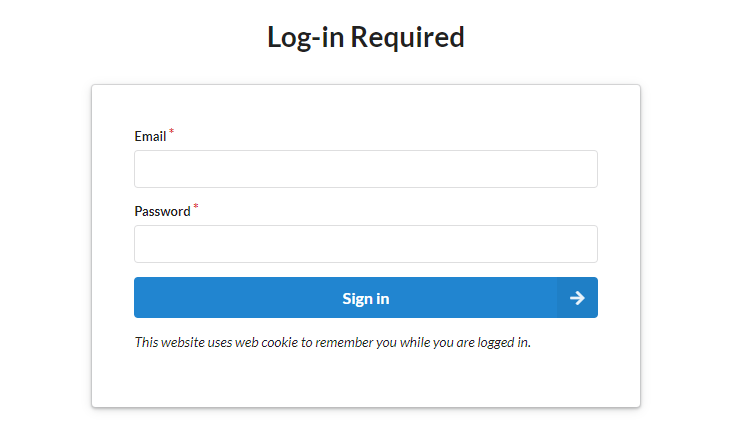 Log-in Required
Email *
Password *
Sign in
This website uses web cookie to remember you while you are logged in.